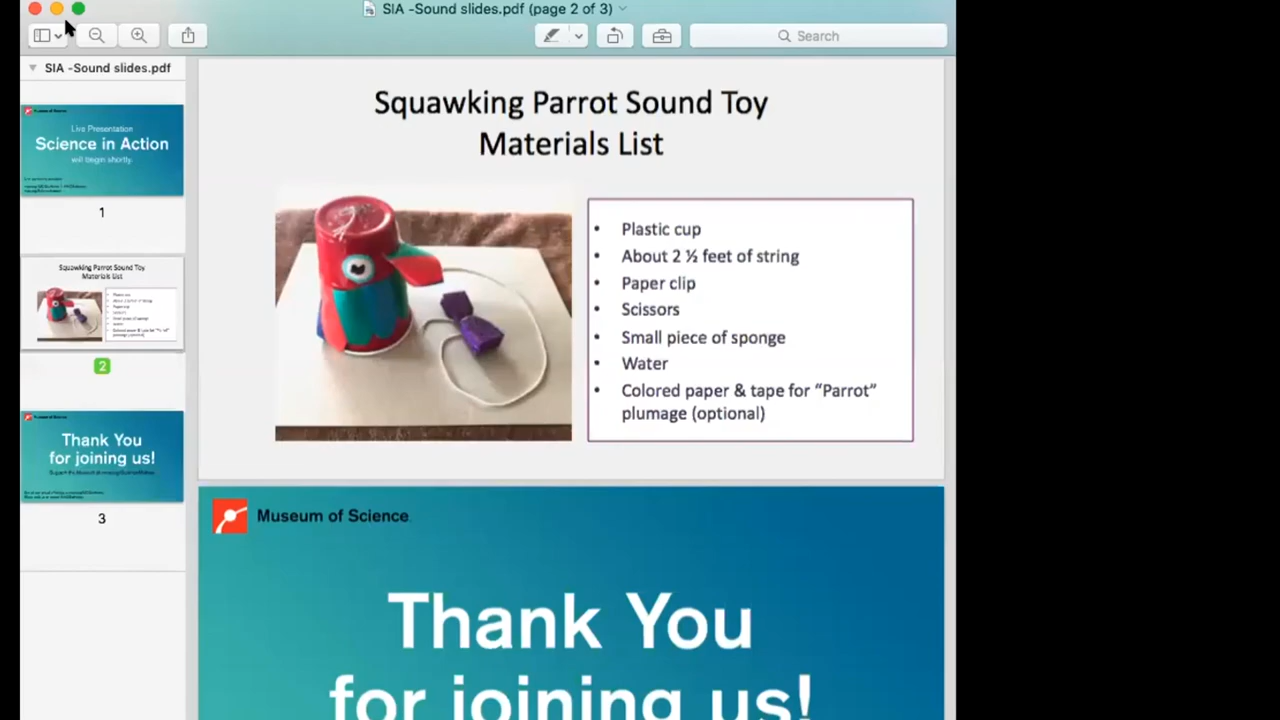 SIA -Sound slides.pdf (page 2 of 3)
Search
SIA -Sound slides.pdf
Museum of Science
Live Presentation
Science in Action
will begin shortly.
1
Squawking Parrot Sound Toy
Materials List
2
Thank You
for joining us!
3
Squawking Parrot Sound Toy
Materials List
• Plastic cup
• About 2 ½ feet of string
• Paper clip
• Scissors
• Small piece of sponge
• Water
• Colored paper & tape for “Parrot”
plumage (optional)
Museum of Science
Thank You
for joining us!